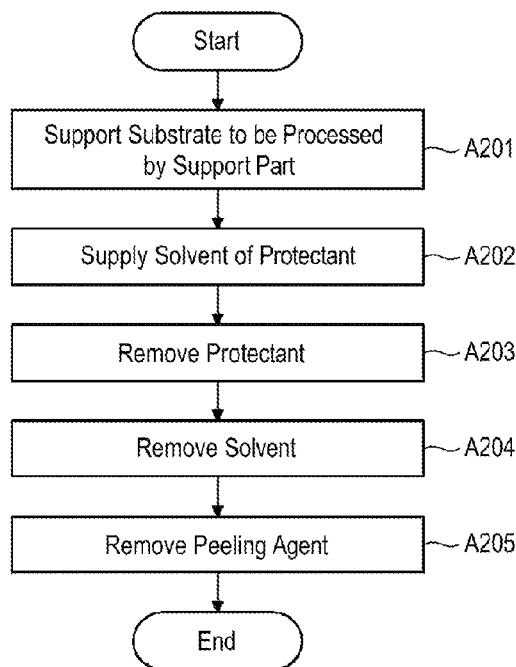 Start
Support Substrate to be Processed
by Support Part
A201
Supply Solvent of Protectant
A202
Remove Protectant
A203
Remove Solvent
A204
Remove Peeling Agent
A205
End